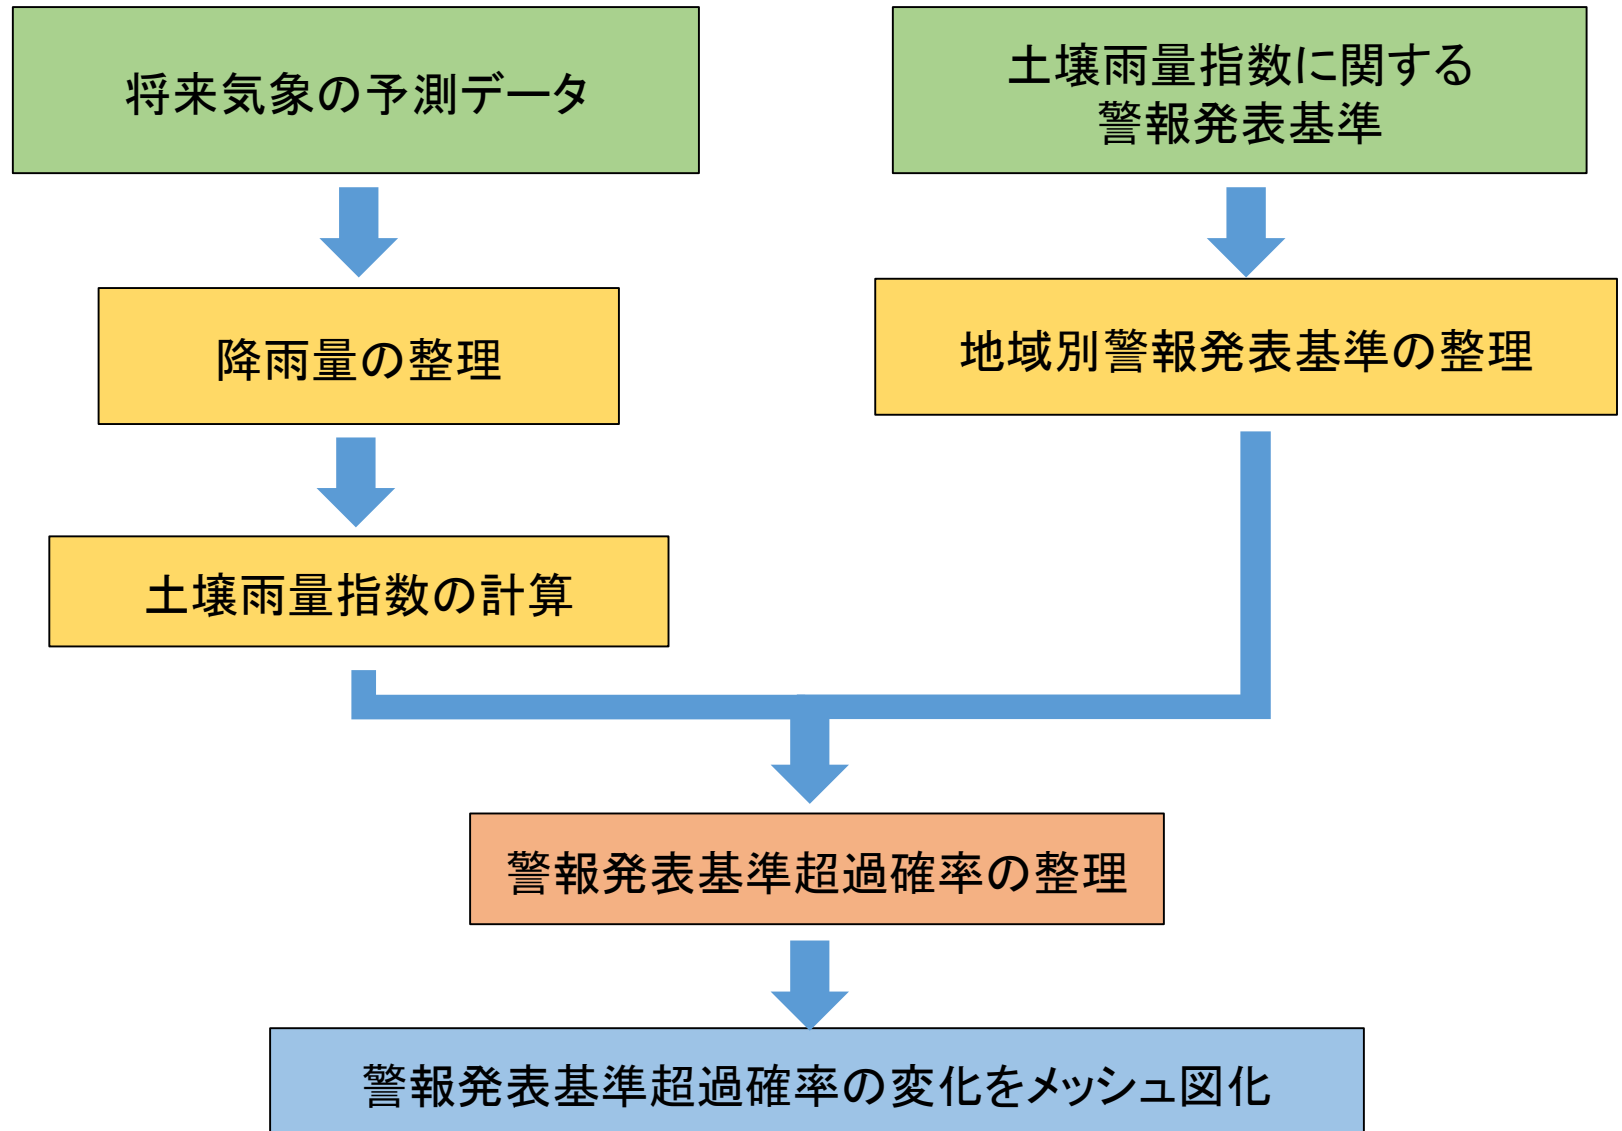 将来気象の予測データ
土壌雨量指数に関する
警報発表基準
降雨量の整理
地域別警報発表基準の整理
土壌雨量指数の計算
警報発表基準超過確率の整理
警報発表基準超過確率の変化をメッシュ図化